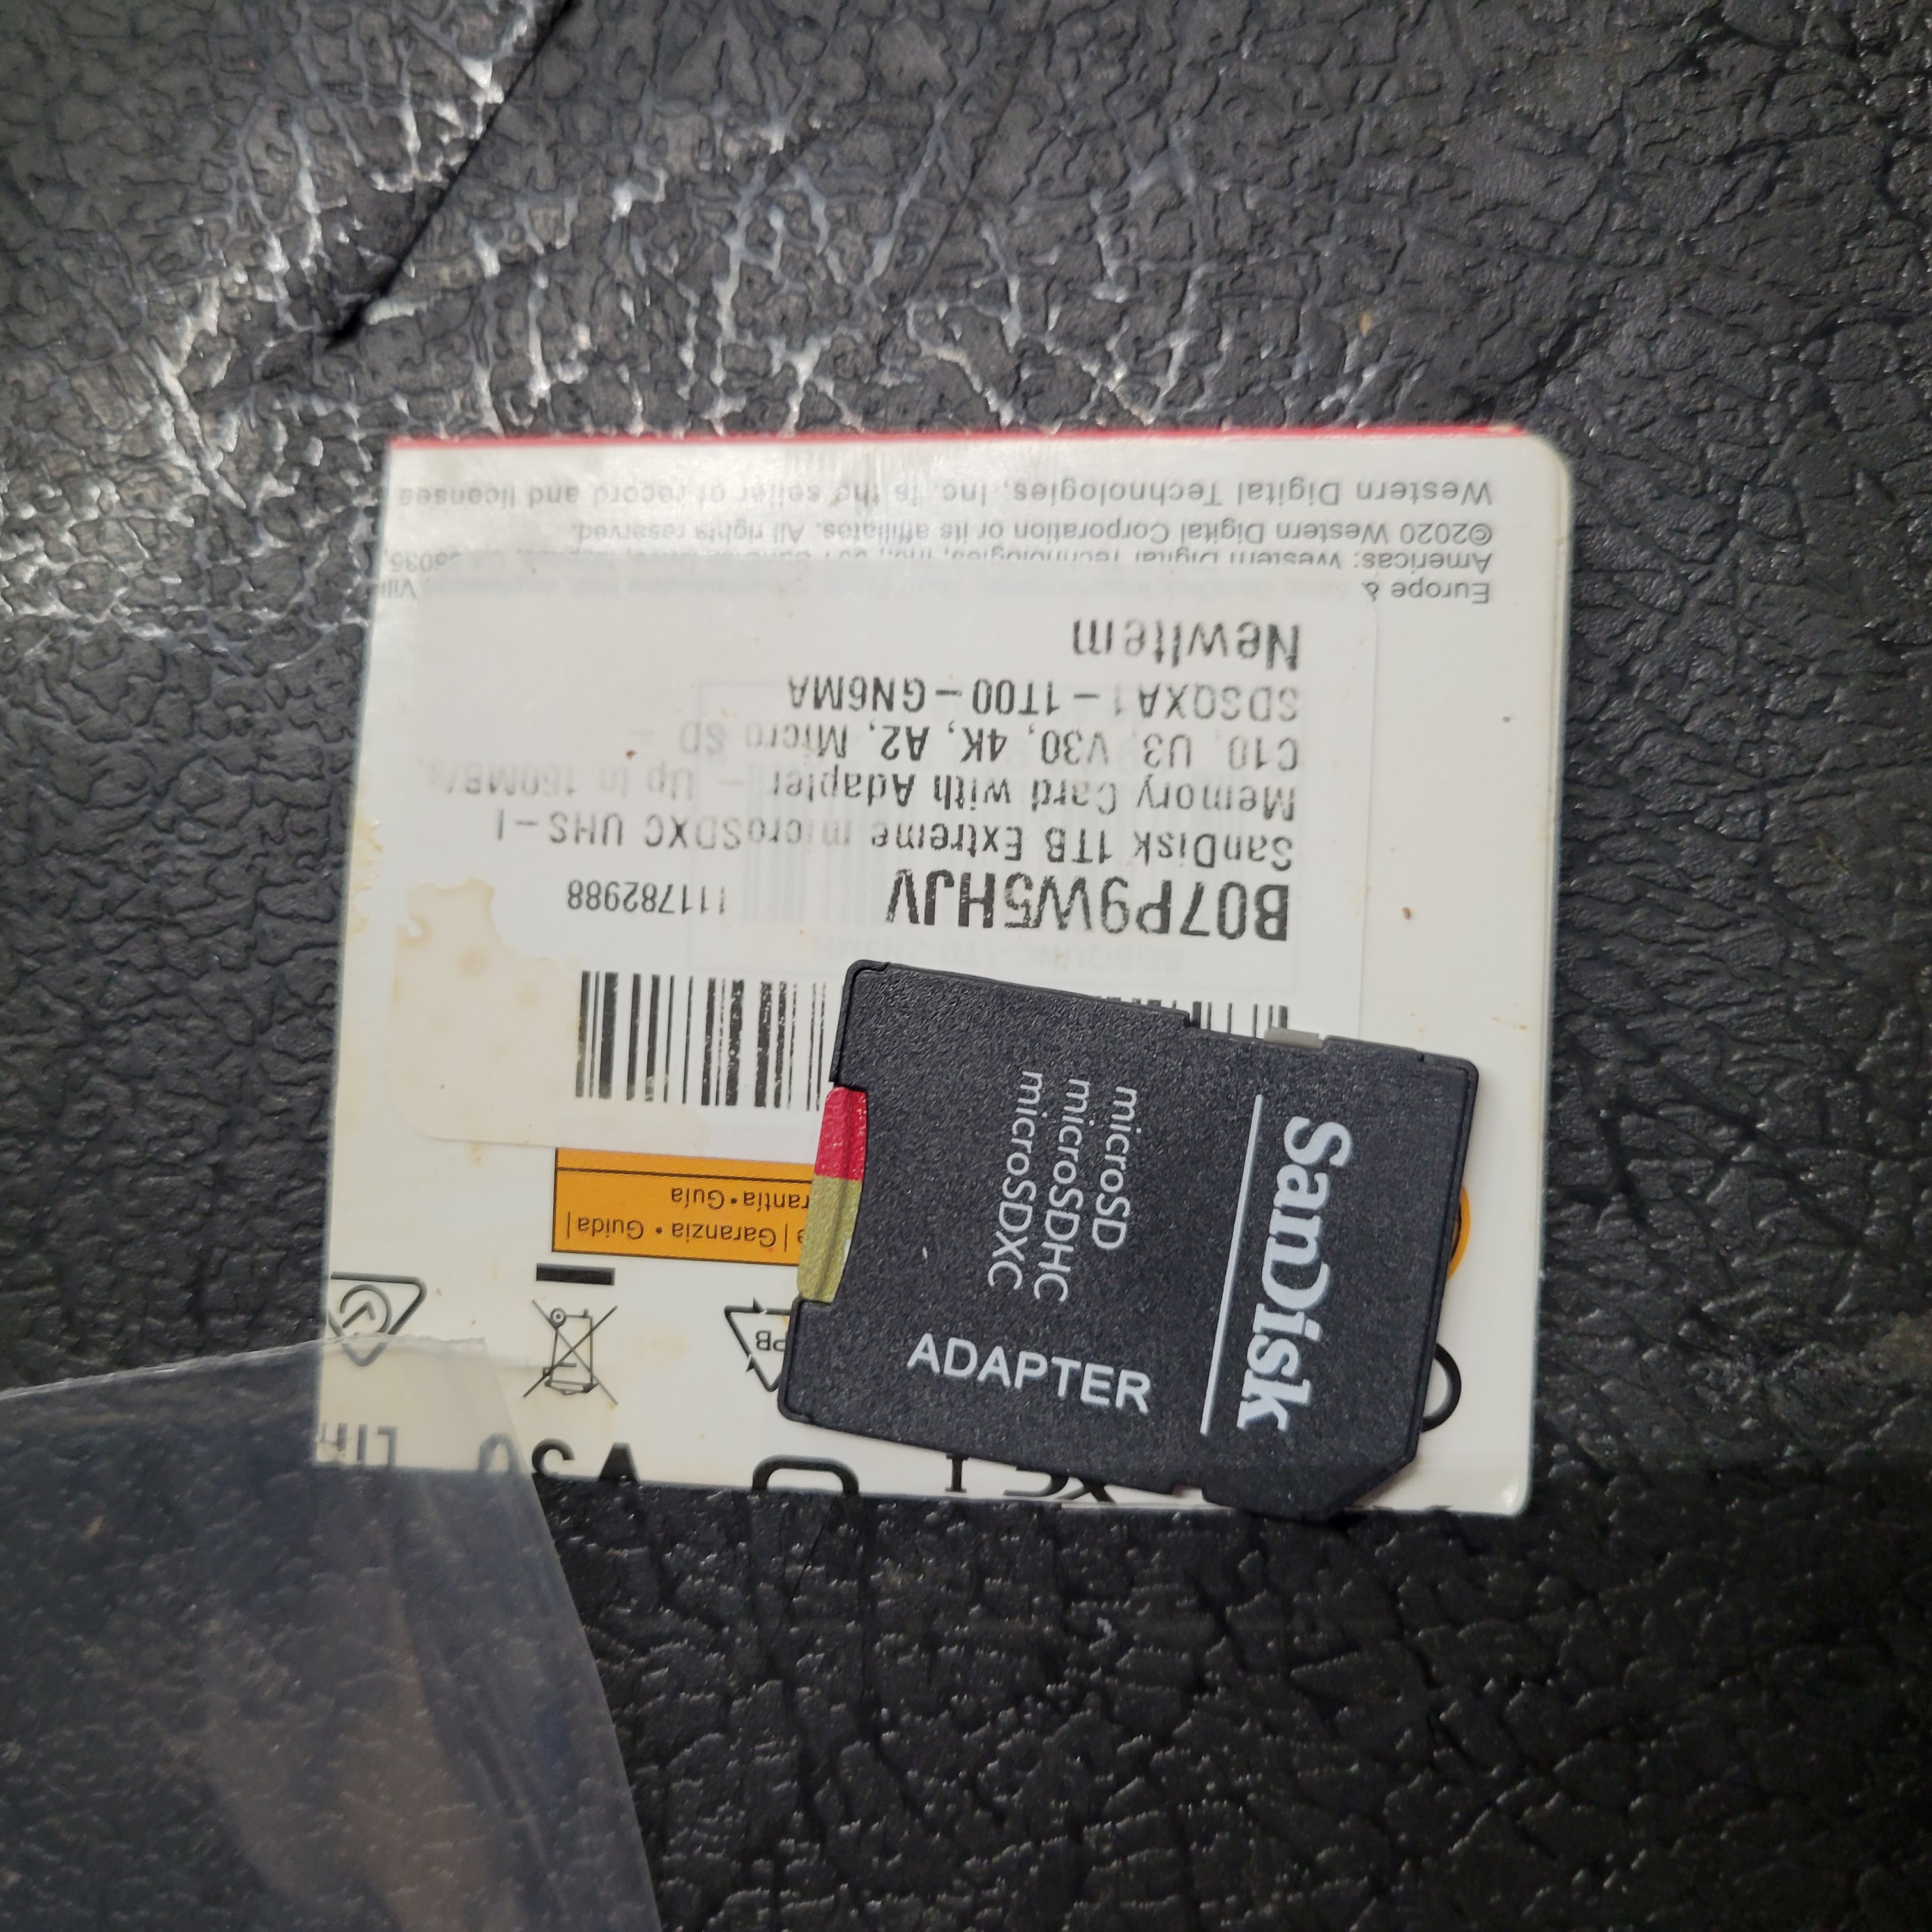 SanDisk
microSD
microSDHC
microSDXC
ADAPTER
| Garanzia • Guida |
rantía•Guía
B07P9W5HJV
111782988
SanDisk 1TB Extreme microSDXC UHS-I
Memory Card with Adapter - Up to 160MB/s,
C10, U3, V30, 4K, A2, Micro SD -
SDSQXA1-1T00-GN6MA
NewItem
Europe &
Americas: Western Digital Technologies, Inc.,
©2020 Western Digital Corporation or its affiliates. All rights reserved.
Western Digital Technologies, Inc. is the seller of record and licensee